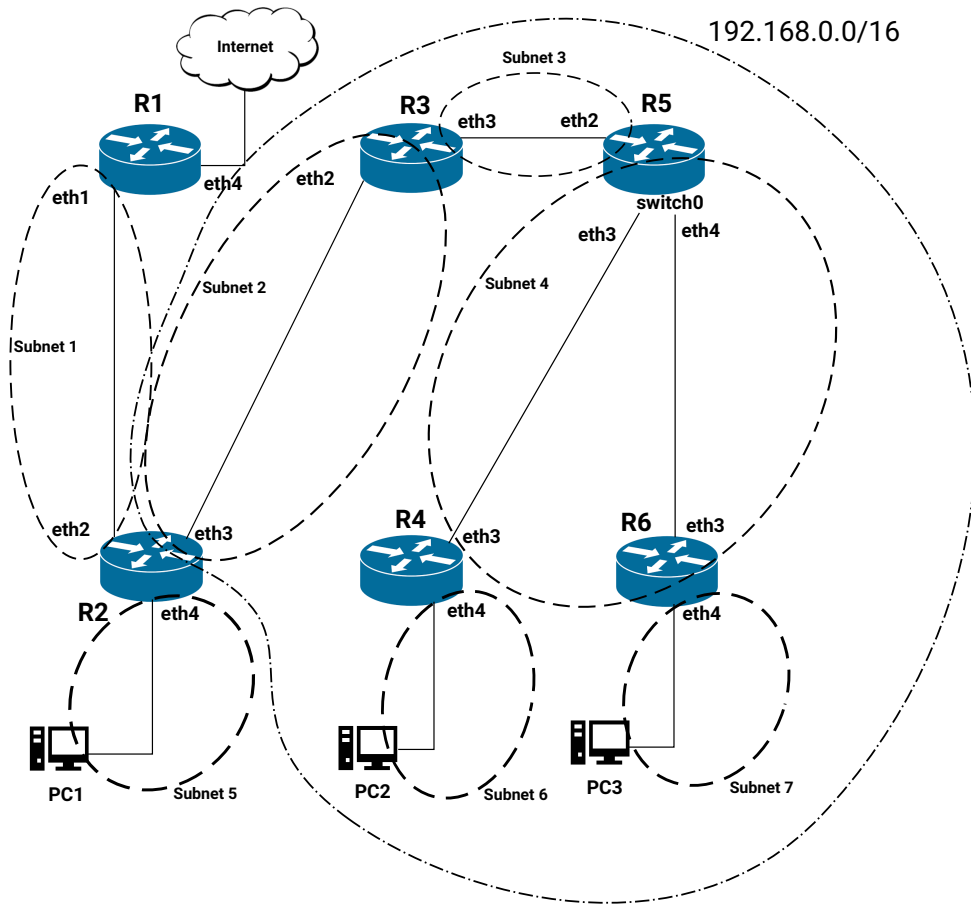 192.168.0.0/16
Internet
Subnet 3
R1
R3
R5
eth3
eth2
eth4
eth2
eth1
switch0
eth3
eth4
Subnet 2
Subnet 4
Subnet 1
eth2
eth3
R4
eth3
R6
eth3
R2
eth4
eth4
eth4
PC1
Subnet 5
PC2
Subnet 6
PC3
Subnet 7